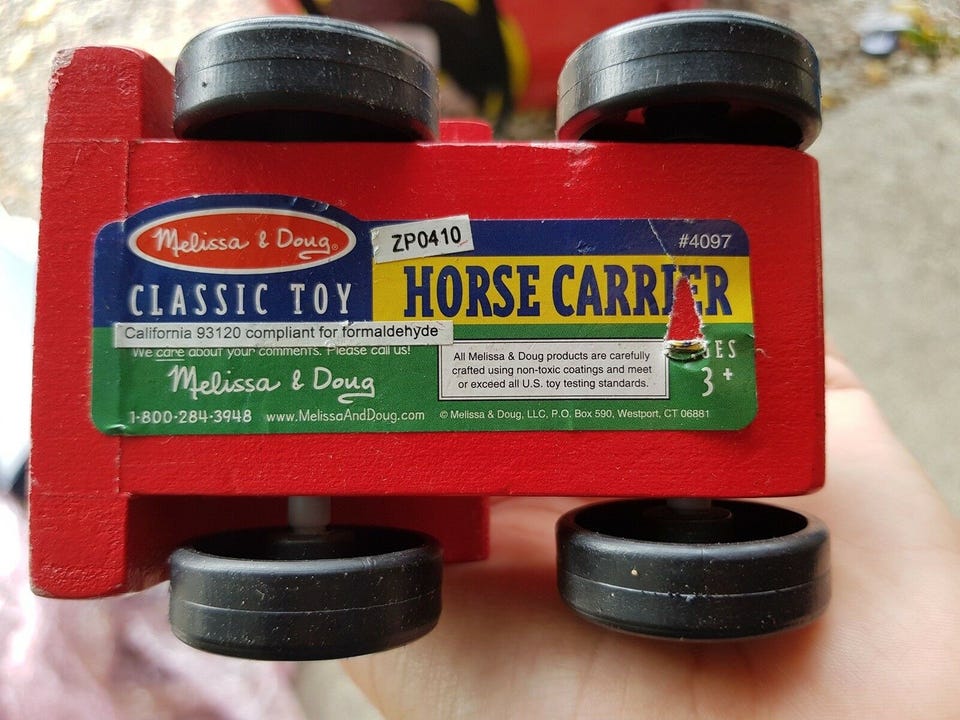 Melissa & Doug®
ZP0410
#4097
CLASSIC TOY
HORSE CARRIER
California 93120 compliant for formaldehyde
We care about your comments. Please call us!
Melissa & Doug
1-800-284-3948 www.MelissaAndDoug.com
All Melissa & Doug products are carefully
crafted using non-toxic coatings and meet
or exceed all U.S. toy testing standards.
3+
© Melissa & Doug, LLC, P.O. Box 590, Westport, CT 06881